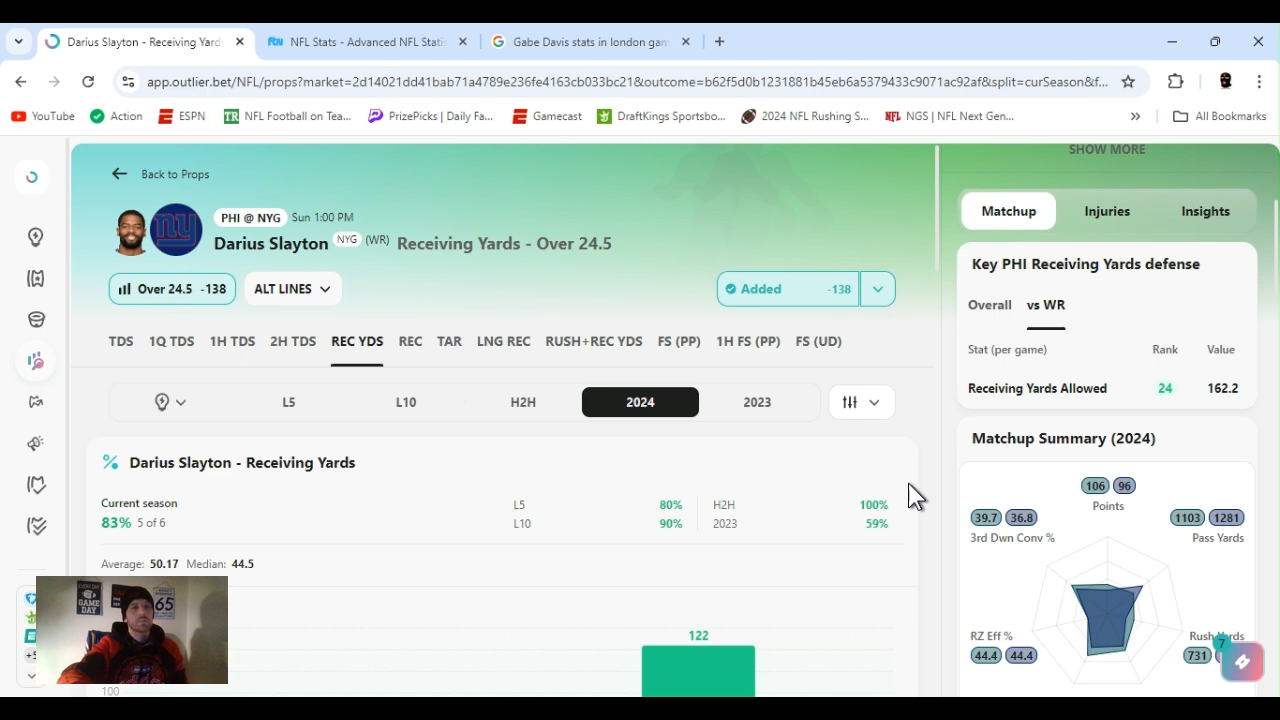 Darius Slayton - Receiving Yard
NFL Stats - Advanced NFL Stati
Gabe Davis stats in london gam
app.outlier.bet/NFL/props?market=2d14021dd41bab71a4789e236fe4163cb033bc21&outcome=b62f5d0b1231881b45eb6a5379433c9071ac92af&split=curSeason&f...
YouTube
Action
ESPN
NFL Football on Tea...
PrizePicks | Daily Fa...
Gamecast
DraftKings Sportsbo...
2024 NFL Rushing S...
NGS | NFL Next Gen...
All Bookmarks
Back to Props
PHI @ NYG Sun 1:00 PM
Darius Slayton NYG (WR) Receiving Yards - Over 24.5
Over 24.5 -138
ALT LINES
Added -138
TDS 1Q TDS 1H TDS 2H TDS REC YDS REC TAR LNG REC RUSH+REC YDS FS (PP) 1H FS (PP) FS (UD)
L5 L10 H2H 2024 2023
Darius Slayton - Receiving Yards
Current season
83% 5 of 6
L5 80% H2H 100%
L10 90% 2023 59%
Average: 50.17 Median: 44.5
122
100
EVERY DAY
GAME
DAY
65
SHOW MORE
Matchup Injuries Insights
Key PHI Receiving Yards defense
Overall vs WR
Stat (per game) Rank Value
Receiving Yards Allowed 24 162.2
Matchup Summary (2024)
106 96
Points
39.7 36.8
3rd Dwn Conv %
1103 1281
Pass Yards
RZ Eff %
44.4 44.4
Rush Yards
731
7